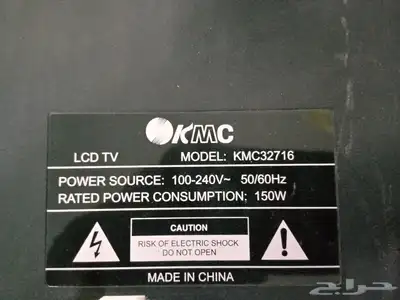 KMC
LCD TV MODEL: KMC32716
POWER SOURCE: 100-240V~ 50/60Hz
RATED POWER CONSUMPTION: 150W
CAUTION
RISK OF ELECTRIC SHOCK
DO NOT OPEN
MADE IN CHINA
حراج